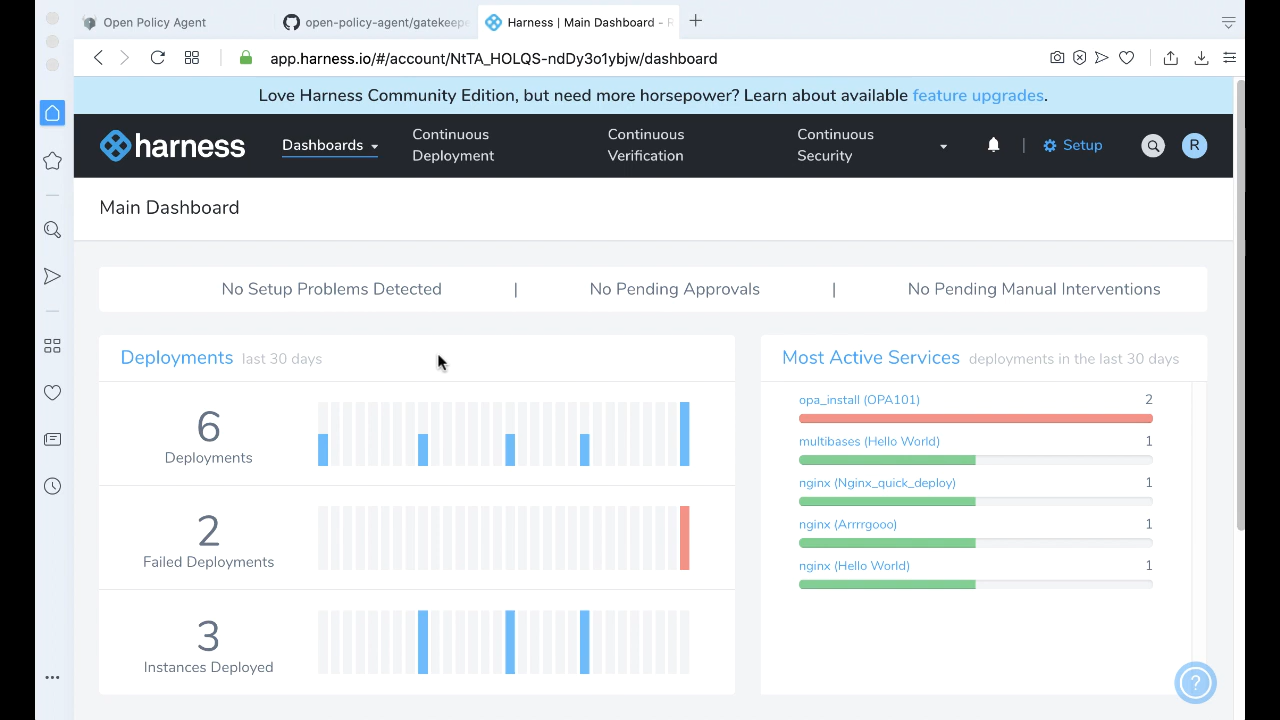 Open Policy Agent
open-policy-agent/gatekeepe
Harness | Main Dashboard - R
app.harness.io/#/account/NtTA_HOLQS-ndDy3o1ybjw/dashboard
Love Harness Community Edition, but need more horsepower? Learn about available feature upgrades.
harness
Dashboards
Continuous Deployment
Continuous Verification
Continuous Security
Setup
R
Main Dashboard
No Setup Problems Detected | No Pending Approvals | No Pending Manual Interventions
Deployments last 30 days
6
Deployments
2
Failed Deployments
3
Instances Deployed
Most Active Services deployments in the last 30 days
opa_install (OPA101) 2
multibases (Hello World) 1
nginx (Nginx_quick_deploy) 1
nginx (Arrrrgooo) 1
nginx (Hello World) 1
?